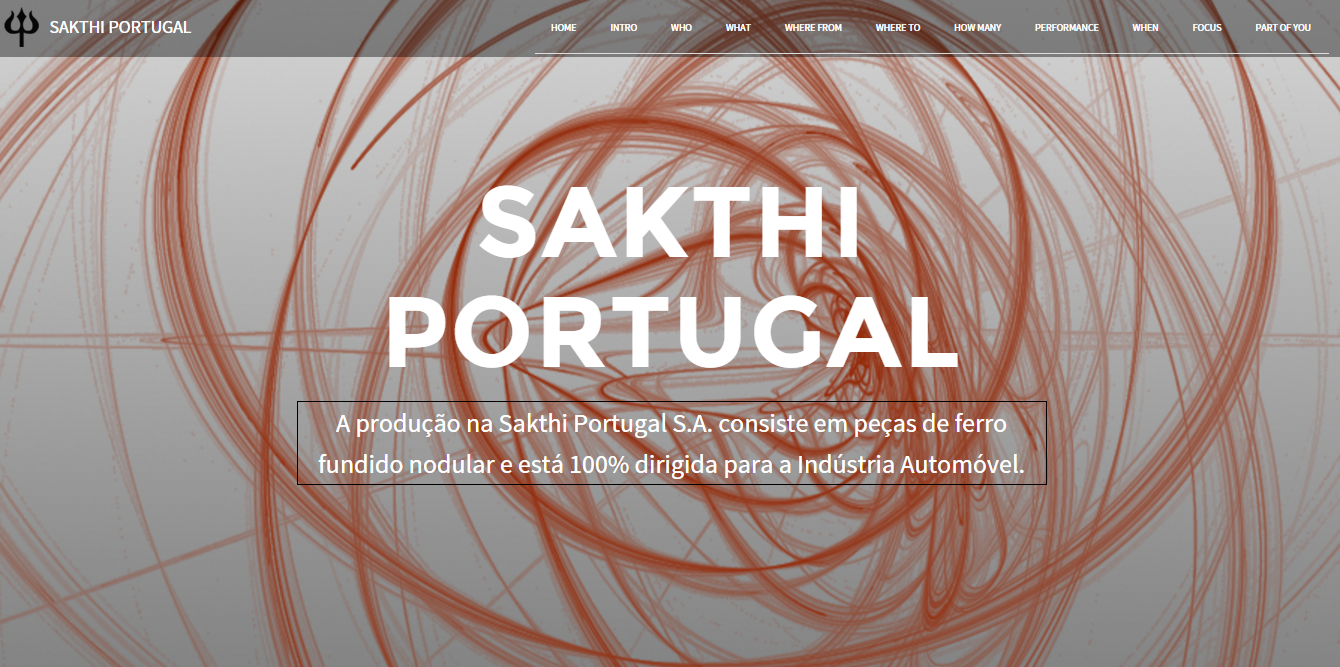 SAKTHI PORTUGAL
HOME INTRO WHO WHAT WHERE FROM WHERE TO HOW MANY PERFORMANCE WHEN FOCUS PART OF YOU
SAKTHI
PORTUGAL
A produção na Sakthi Portugal S.A. consiste em peças de ferro
fundido nodular e está 100% dirigida para a Indústria Automóvel.